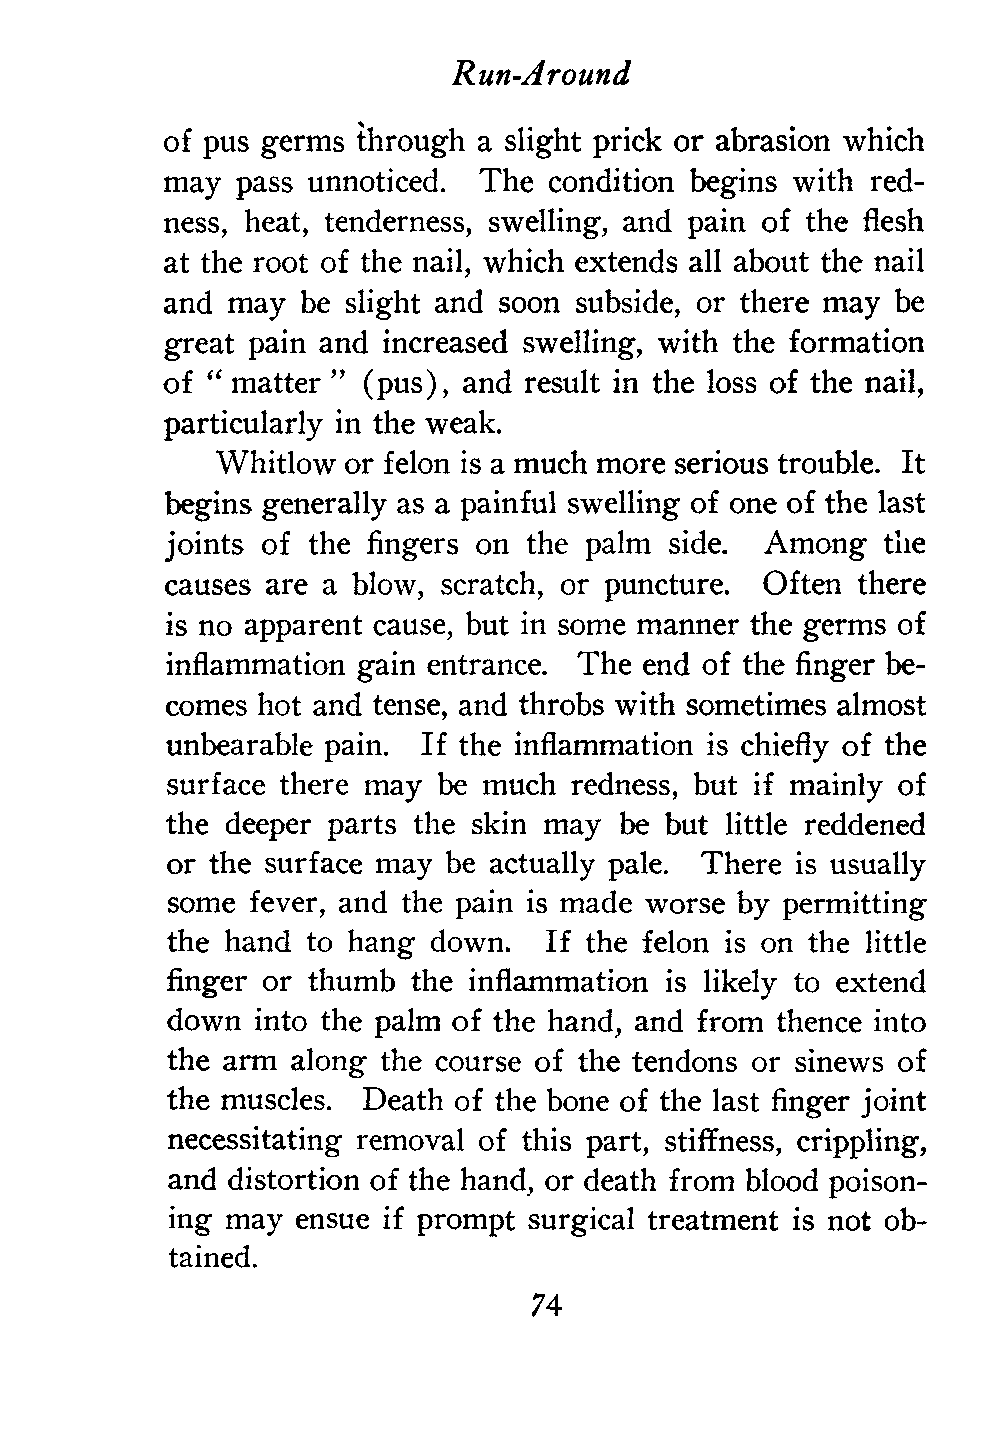 Run-Around
of pus germs through a slight prick or abrasion which
may pass unnoticed. The condition begins with red-
ness, heat, tenderness, swelling, and pain of the flesh
at the root of the nail, which extends all about the nail
and may be slight and soon subside, or there may be
great pain and increased swelling, with the formation
of “ matter ” (pus), and result in the loss of the nail,
particularly in the weak.
Whitlow or felon is a much more serious trouble. It
begins generally as a painful swelling of one of the last
joints of the fingers on the palm side. Among the
causes are a blow, scratch, or puncture. Often there
is no apparent cause, but in some manner the germs of
inflammation gain entrance. The end of the finger be-
comes hot and tense, and throbs with sometimes almost
unbearable pain. If the inflammation is chiefly of the
surface there may be much redness, but if mainly of
the deeper parts the skin may be but little reddened
or the surface may be actually pale. There is usually
some fever, and the pain is made worse by permitting
the hand to hang down. If the felon is on the little
finger or thumb the inflammation is likely to extend
down into the palm of the hand, and from thence into
the arm along the course of the tendons or sinews of
the muscles. Death of the bone of the last finger joint
necessitating removal of this part, stiffness, crippling,
and distortion of the hand, or death from blood poison-
ing may ensue if prompt surgical treatment is not ob-
tained.
74